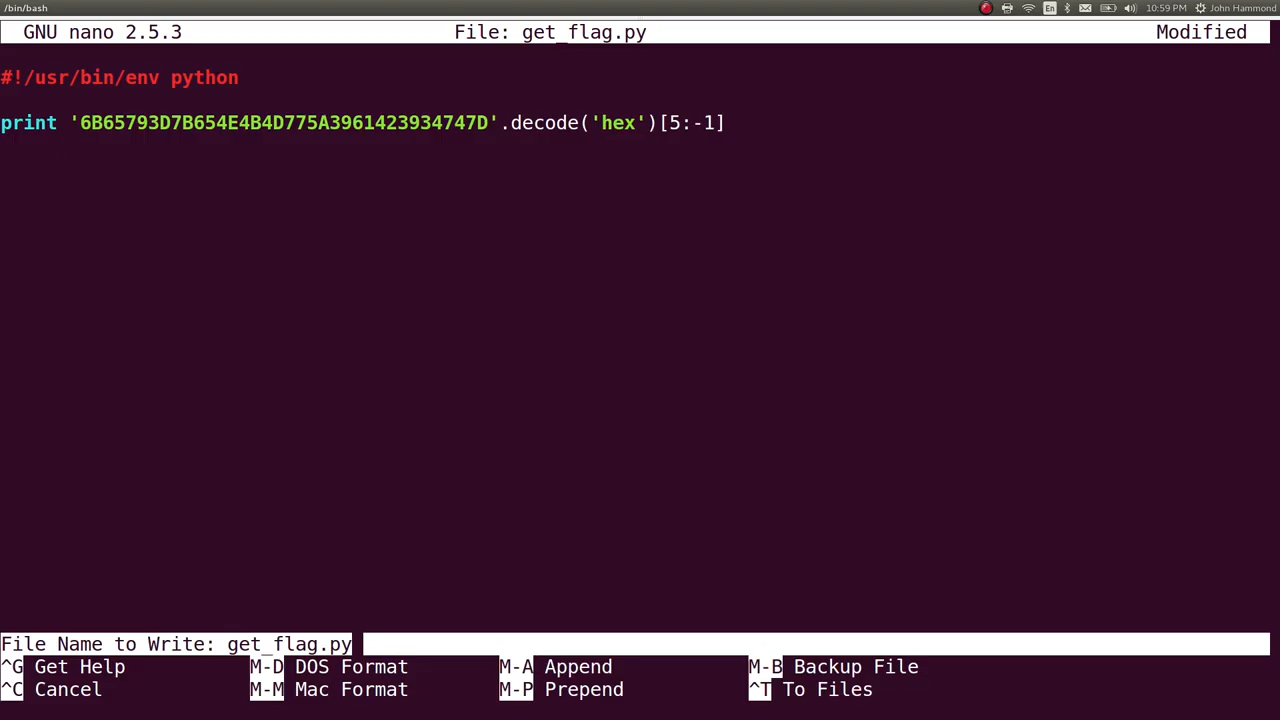 /bin/bash
En 10:59 PM John Hammond
GNU nano 2.5.3 File: get_flag.py Modified
#!/usr/bin/env python
print '6B65793D7B654E4B4D775A3961423934747D'.decode('hex')[5:-1]
File Name to Write: get_flag.py
^G Get Help M-D DOS Format M-A Append M-B Backup File
^C Cancel M-M Mac Format M-P Prepend ^T To Files